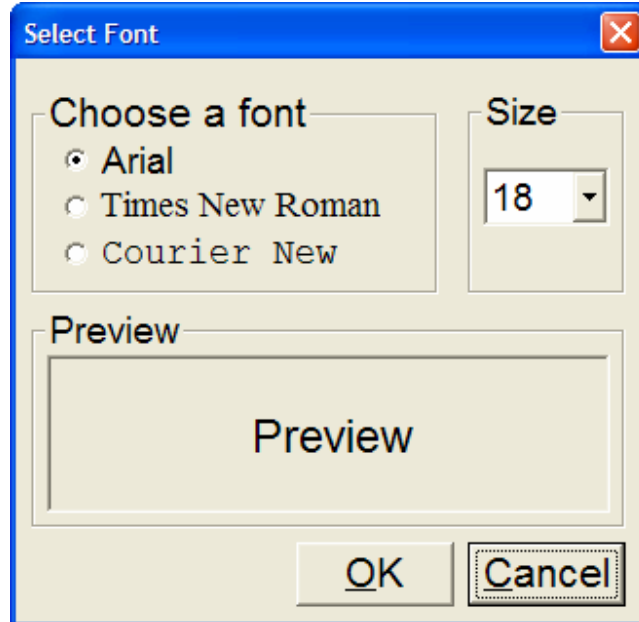 Select Font
Choose a font
Arial
Times New Roman
Courier New
Size
18
Preview
Preview
OK
Cancel